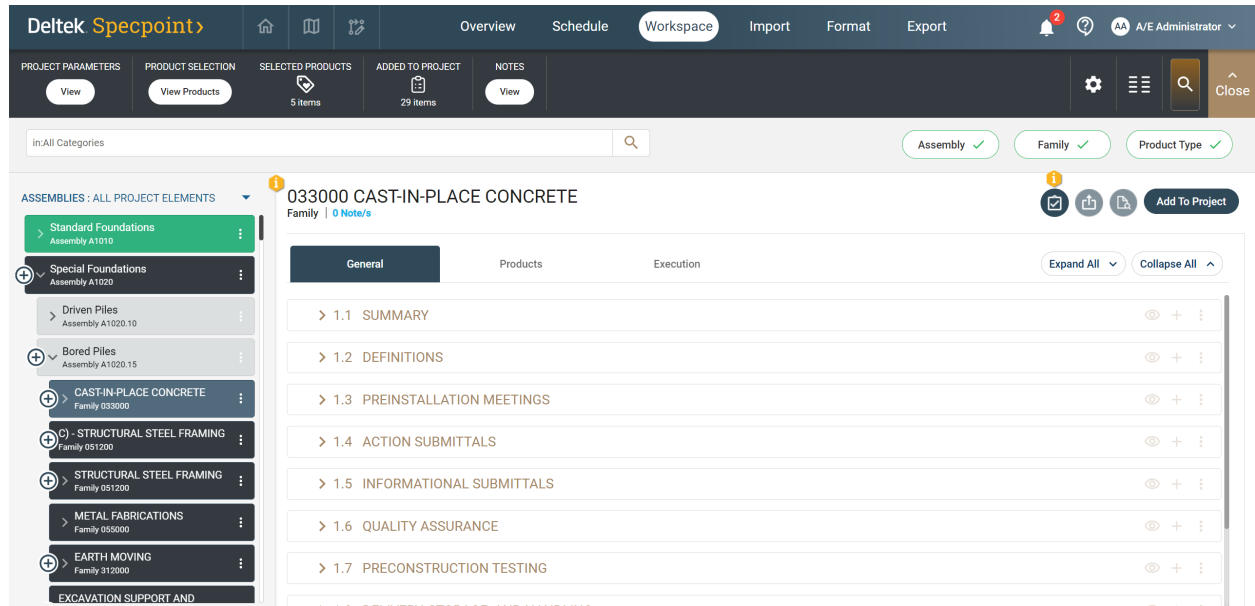 Deltek Specpoint
Overview
Schedule
Workspace
Import
Format
Export
2
AA
A/E Administrator
PROJECT PARAMETERS
View
PRODUCT SELECTION
View Products
SELECTED PRODUCTS
5 items
ADDED TO PROJECT
29 items
NOTES
View
Close
in:All Categories
Assembly
Family
Product Type
ASSEMBLIES : ALL PROJECT ELEMENTS
Standard Foundations
Assembly A1010
Special Foundations
Assembly A1020
Driven Piles
Assembly A1020.10
Bored Piles
Assembly A1020.15
CAST-IN-PLACE CONCRETE
Family 033000
C) - STRUCTURAL STEEL FRAMING
Family 051200
STRUCTURAL STEEL FRAMING
Family 051200
METAL FABRICATIONS
Family 055000
EARTH MOVING
Family 312000
EXCAVATION SUPPORT AND
033000 CAST-IN-PLACE CONCRETE
Family | 0 Note/s
Add To Project
General
Products
Execution
Expand All
Collapse All
1.1 SUMMARY
1.2 DEFINITIONS
1.3 PREINSTALLATION MEETINGS
1.4 ACTION SUBMITTALS
1.5 INFORMATIONAL SUBMITTALS
1.6 QUALITY ASSURANCE
1.7 PRECONSTRUCTION TESTING